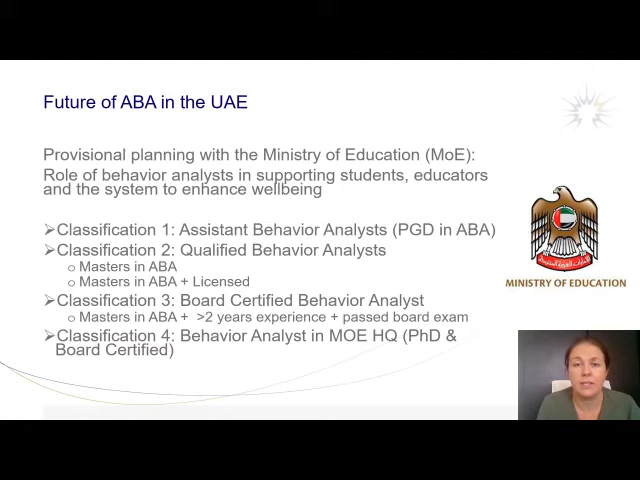 Future of ABA in the UAE
Provisional planning with the Ministry of Education (MoE):
Role of behavior analysts in supporting students, educators
and the system to enhance wellbeing
➢Classification 1: Assistant Behavior Analysts (PGD in ABA)
➢Classification 2: Qualified Behavior Analysts
o Masters in ABA
o Masters in ABA + Licensed
➢Classification 3: Board Certified Behavior Analyst
o Masters in ABA + >2 years experience + passed board exam
➢Classification 4: Behavior Analyst in MOE HQ (PhD &
Board Certified)
MINISTRY OF EDUCATION